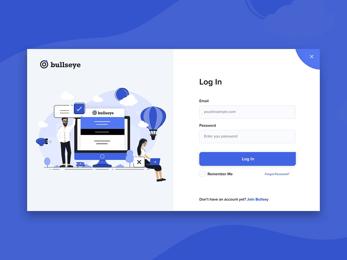 bullseye
bullseye
Log In
Email
you@example.com
Password
Enter you password
Log In
Remember Me
Forgot Password?
Don't have an account yet? Join Bullsey